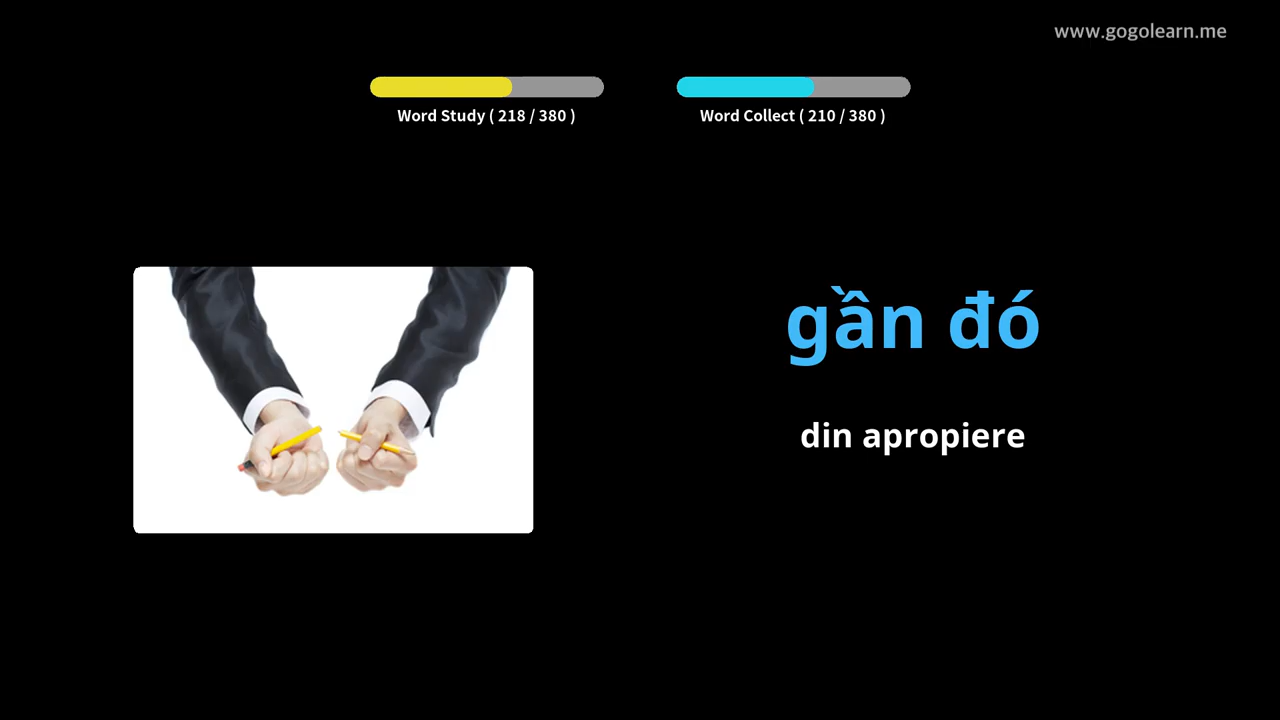 www.gogolearn.me
Word Study ( 218 / 380 )
Word Collect ( 210 / 380 )
gần đó
din apropiere